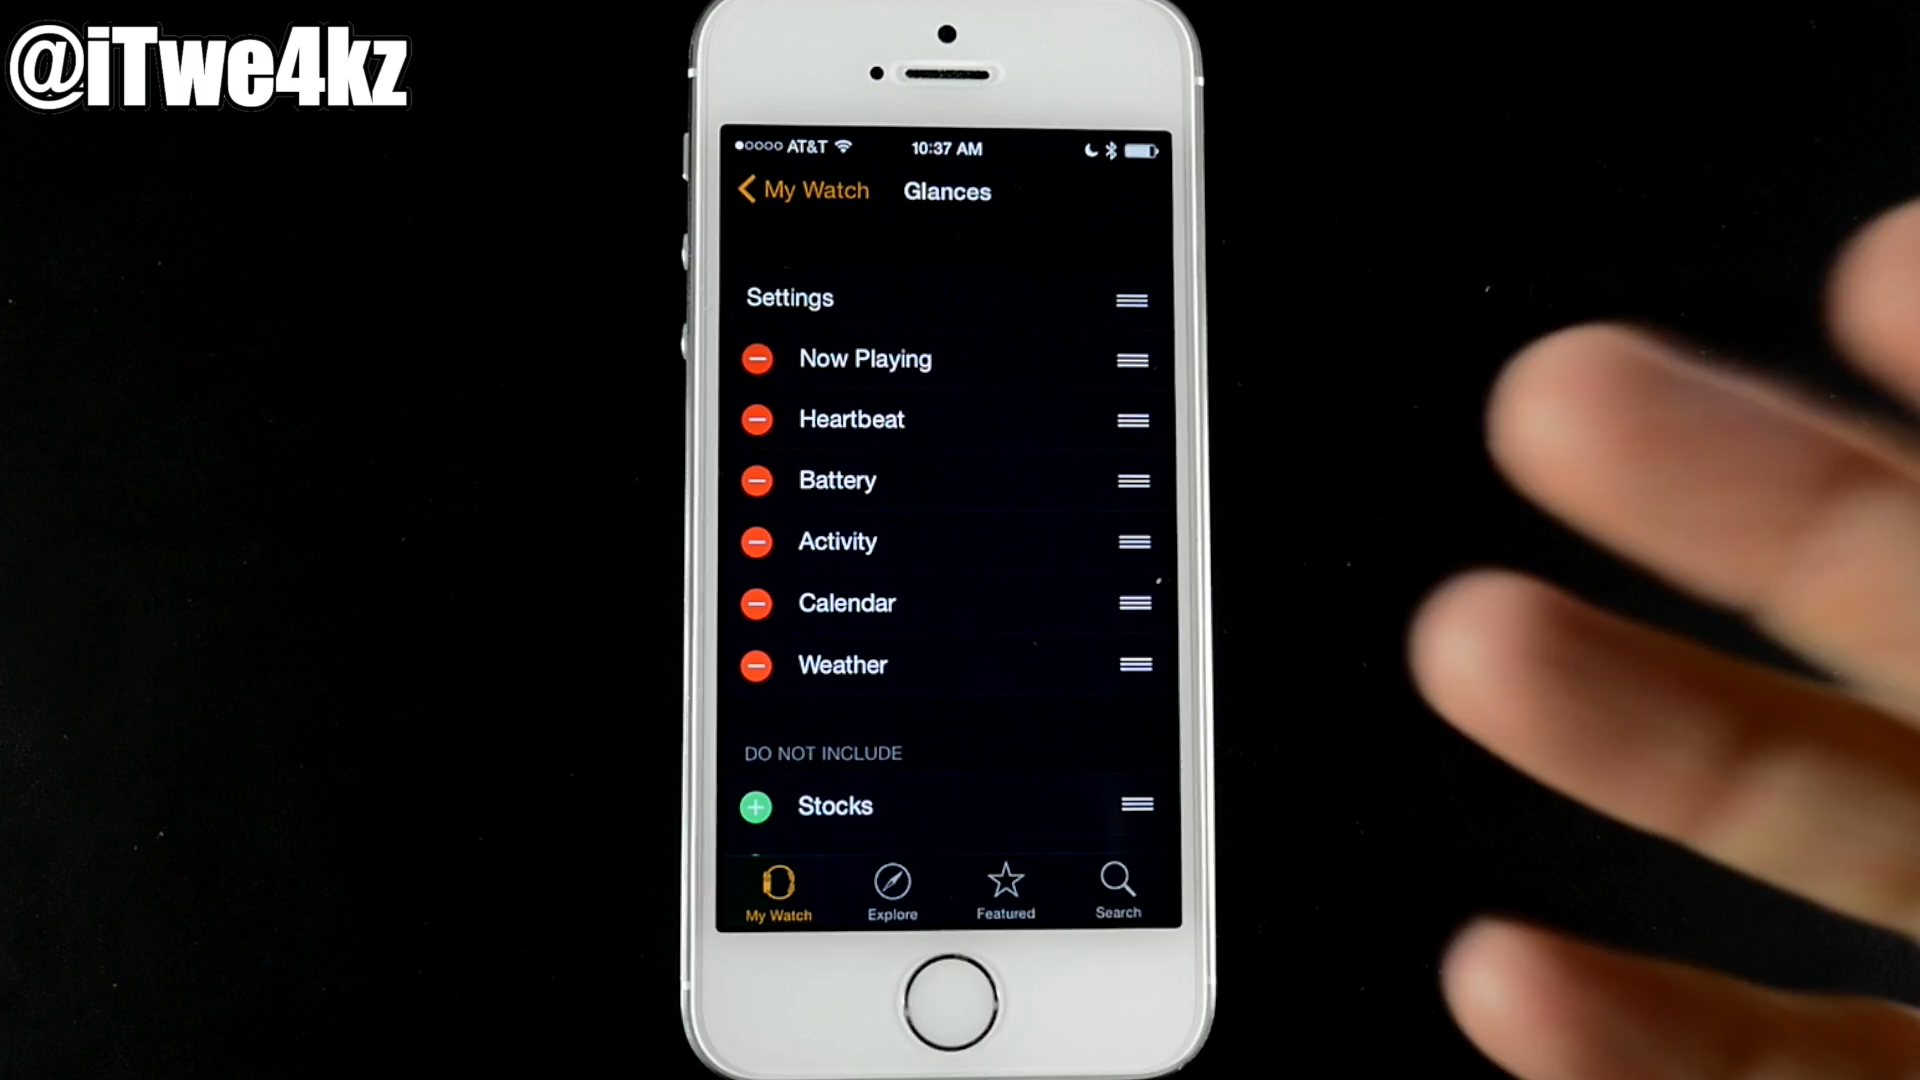 @iTwe4kz
AT&T 10:37 AM
My Watch Glances
Settings
Now Playing
Heartbeat
Battery
Activity
Calendar
Weather
DO NOT INCLUDE
Stocks
My Watch Explore Featured Search